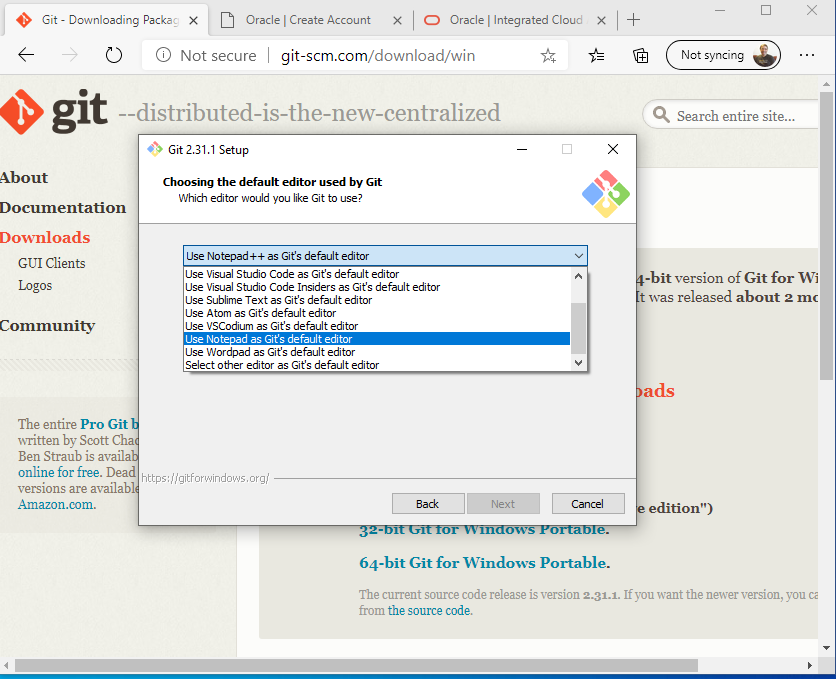 Git - Downloading Packag
Oracle | Create Account
Oracle | Integrated Cloud
Not secure
git-scm.com/download/win
Not syncing
git
--distributed-is-the-new-centralized
Search entire site...
About
Documentation
Downloads
GUI Clients
Logos
Community
The entire Pro Git b
written by Scott Chac
Ben Straub is availab
online for free. Dead
versions are available
Amazon.com.
Git 2.31.1 Setup
Choosing the default editor used by Git
Which editor would you like Git to use?
Use Notepad++ as Git's default editor
Use Visual Studio Code as Git's default editor
Use Visual Studio Code Insiders as Git's default editor
Use Sublime Text as Git's default editor
Use Atom as Git's default editor
Use VSCodium as Git's default editor
Use Notepad as Git's default editor
Use Wordpad as Git's default editor
Select other editor as Git's default editor
https://gitforwindows.org/
Back
Next
Cancel
4-bit version of Git for Wi
It was released about 2 mo
oads
e edition")
32-bit Git for Windows Portable.
64-bit Git for Windows Portable.
The current source code release is version 2.31.1. If you want the newer version, you ca
from the source code.